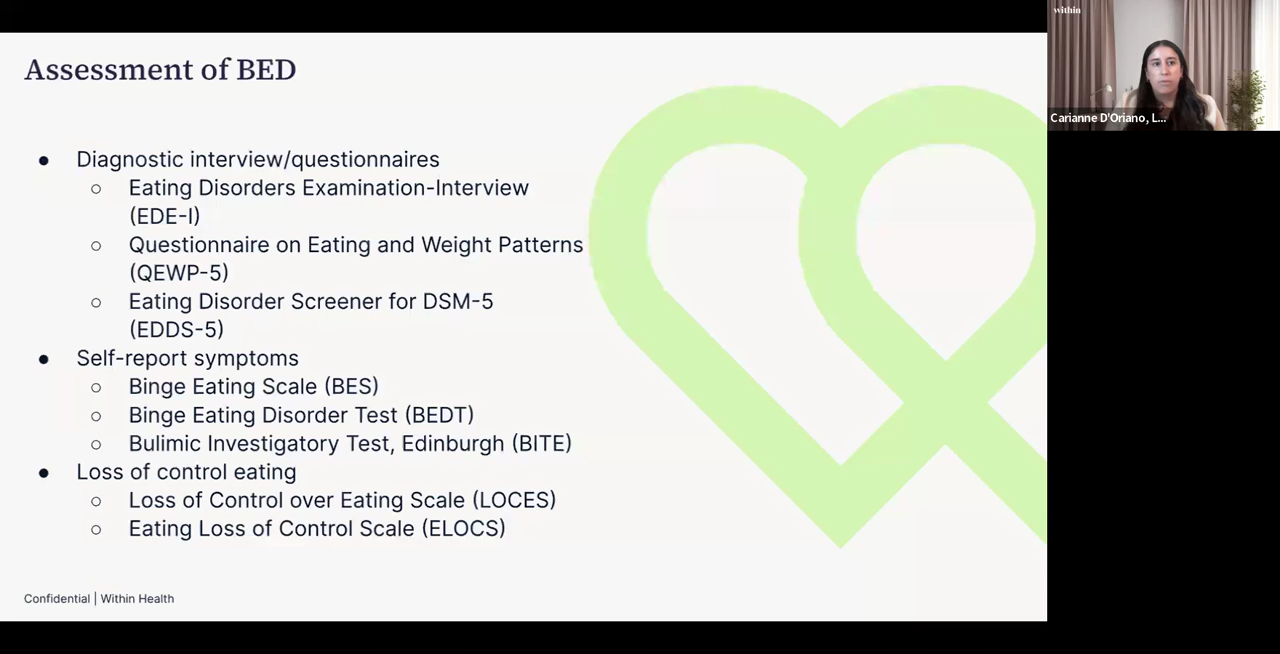 within
Assessment of BED
Carianne D'Oriano, L...
● Diagnostic interview/questionnaires
○ Eating Disorders Examination-Interview
(EDE-I)
○ Questionnaire on Eating and Weight Patterns
(QEWP-5)
○ Eating Disorder Screener for DSM-5
(EDDS-5)
● Self-report symptoms
○ Binge Eating Scale (BES)
○ Binge Eating Disorder Test (BEDT)
○ Bulimic Investigatory Test, Edinburgh (BITE)
● Loss of control eating
○ Loss of Control over Eating Scale (LOCES)
○ Eating Loss of Control Scale (ELOCS)
Confidential | Within Health